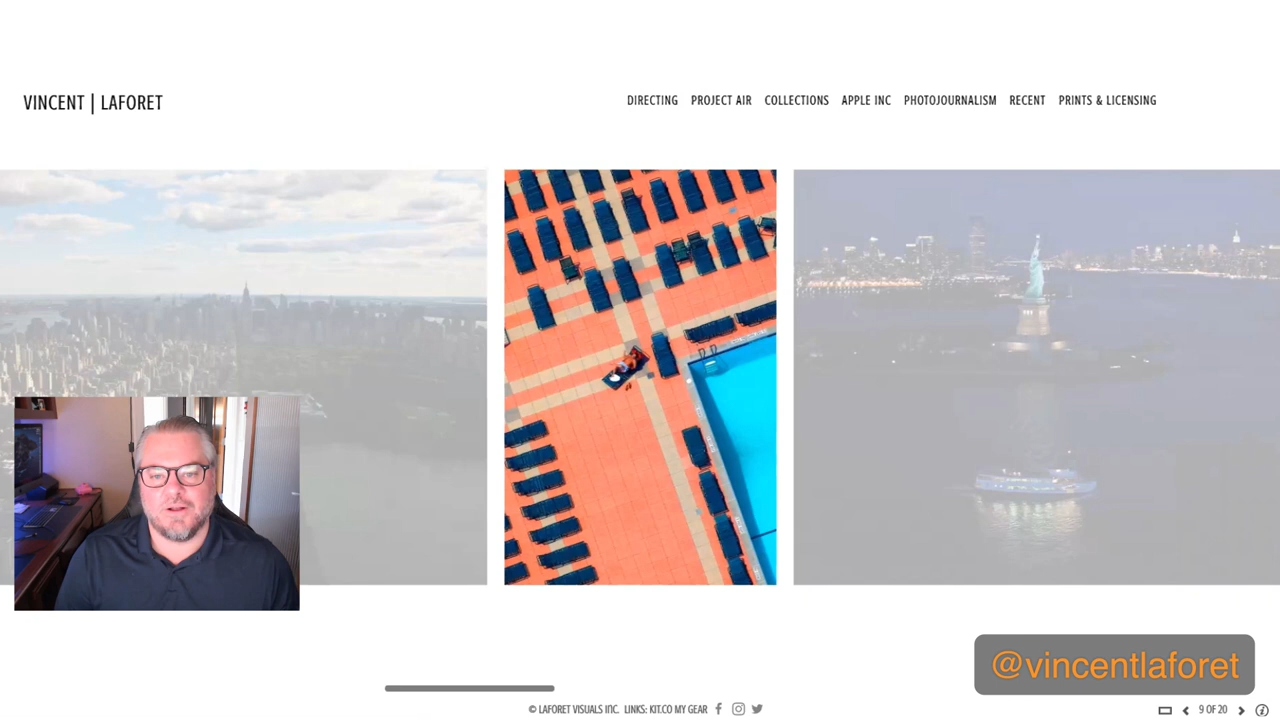 VINCENT | LAFORET
DIRECTING PROJECT AIR COLLECTIONS APPLE INC PHOTOJOURNALISM RECENT PRINTS & LICENSING
@vincentlaforet
© LAFORET VISUALS INC. LINKS: KIT.CO MY GEAR
9 OF 20